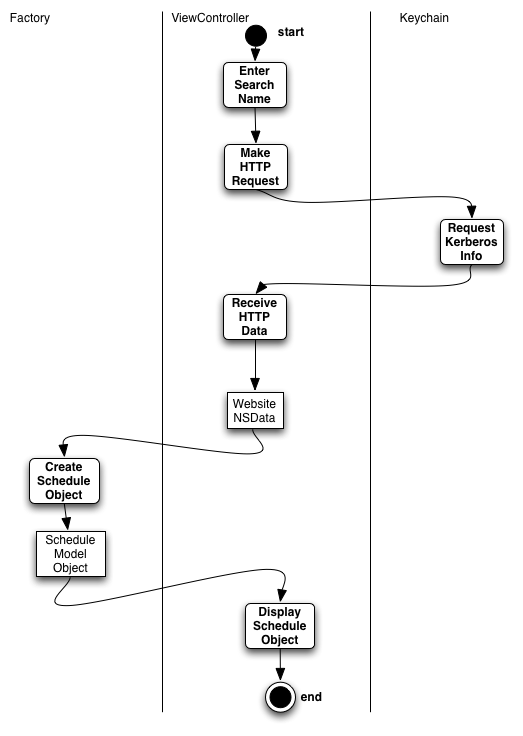 Factory
ViewController
Keychain
start
Enter
Search
Name
Make
HTTP
Request
Request
Kerberos
Info
Receive
HTTP
Data
Website
NSData
Create
Schedule
Object
Schedule
Model
Object
Display
Schedule
Object
end